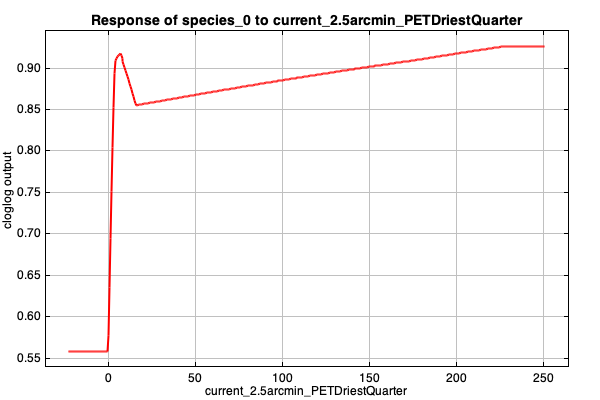 Response of species_0 to current_2.5arcmin_PETDriestQuarter
0.90
0.85
0.80
0.75
0.70
0.65
0.60
0.55
cloglog output
0 50 100 150 200 250
current_2.5arcmin_PETDriestQuarter